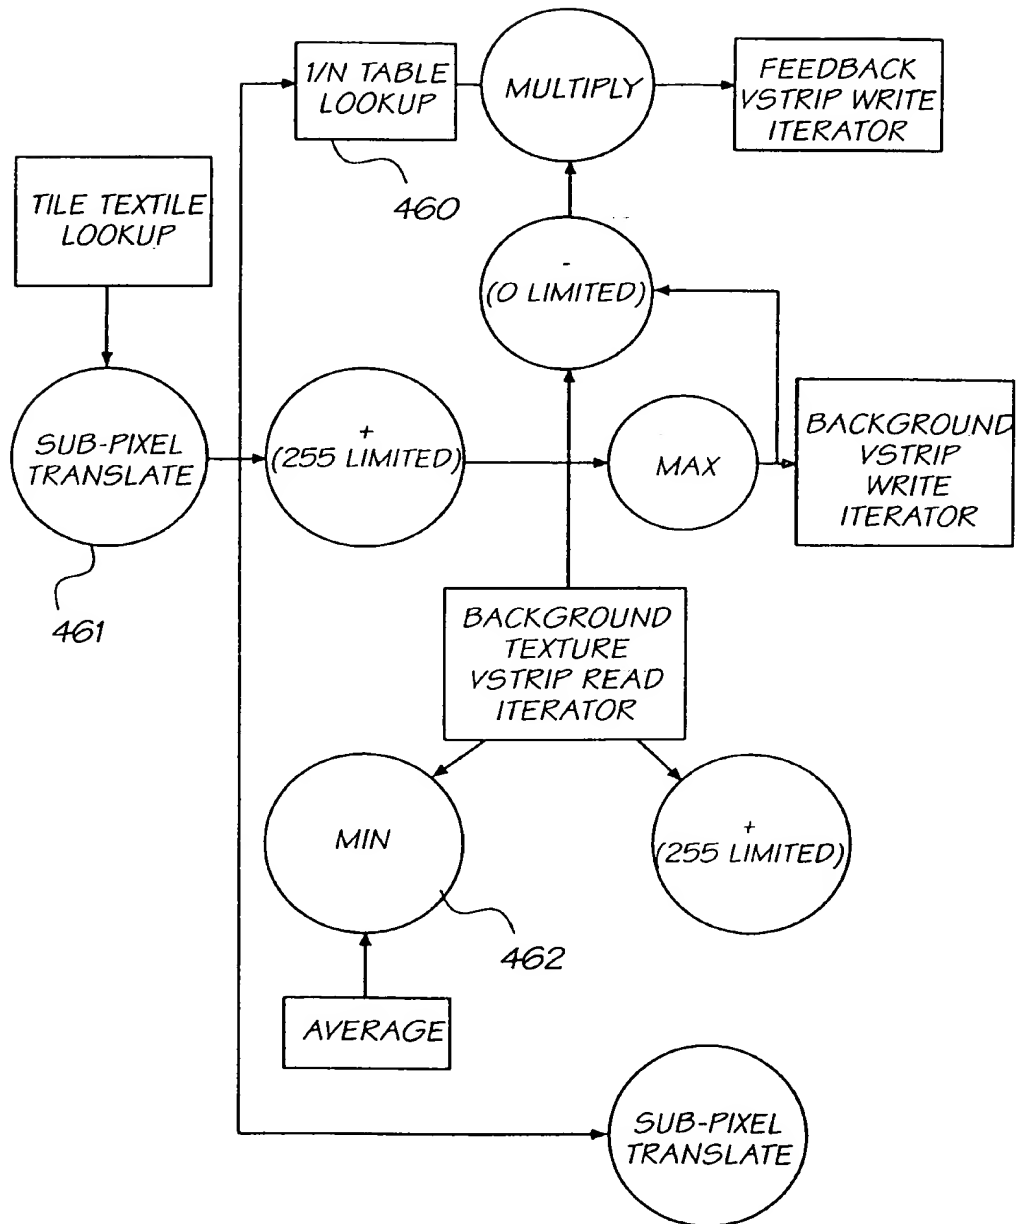 1/N TABLE
LOOKUP
MULTIPLY
FEEDBACK
VSTRIP WRITE
ITERATOR
460
TILE TEXTILE
LOOKUP
-
(0 LIMITED)
SUB-PIXEL
TRANSLATE
+
(255 LIMITED)
MAX
BACKGROUND
VSTRIP
WRITE
ITERATOR
461
BACKGROUND
TEXTURE
VSTRIP READ
ITERATOR
MIN
+
(255 LIMITED)
462
AVERAGE
SUB-PIXEL
TRANSLATE